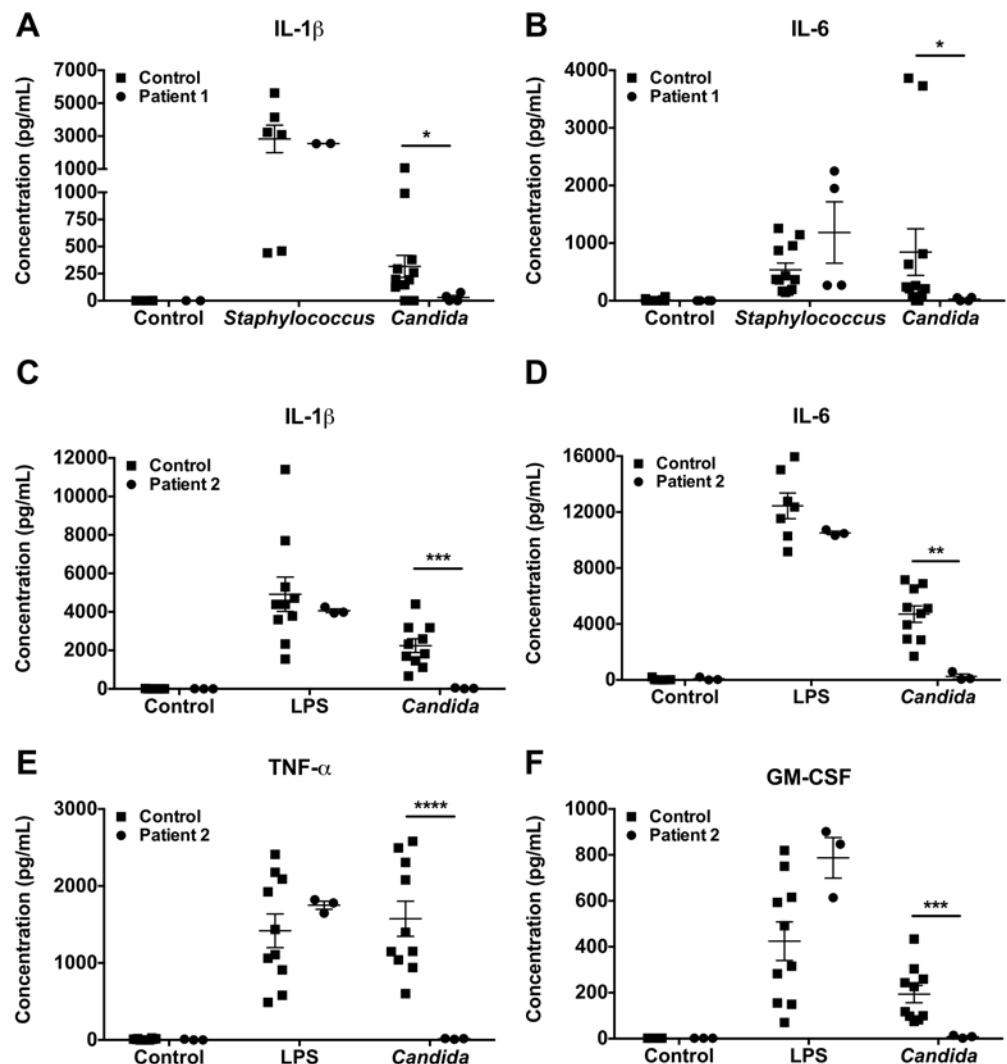 A
IL-1β
Concentration (pg/mL)
7000
6000
5000
4000
3000
2000
1000
1000
750
500
250
0
Control
Patient 1
*
Control Staphylococcus Candida
B
IL-6
Concentration (pg/mL)
4000
3000
2000
1000
0
Control
Patient 1
*
Control Staphylococcus Candida
C
IL-1β
Concentration (pg/mL)
12000
10000
8000
6000
4000
2000
0
Control
Patient 2
***
Control LPS Candida
D
IL-6
Concentration (pg/mL)
16000
12000
8000
4000
0
Control
Patient 2
**
Control LPS Candida
E
TNF-α
Concentration (pg/mL)
3000
2000
1000
0
Control
Patient 2
****
Control LPS Candida
F
GM-CSF
Concentration (pg/mL)
1000
800
600
400
200
0
Control
Patient 2
***
Control LPS Candida